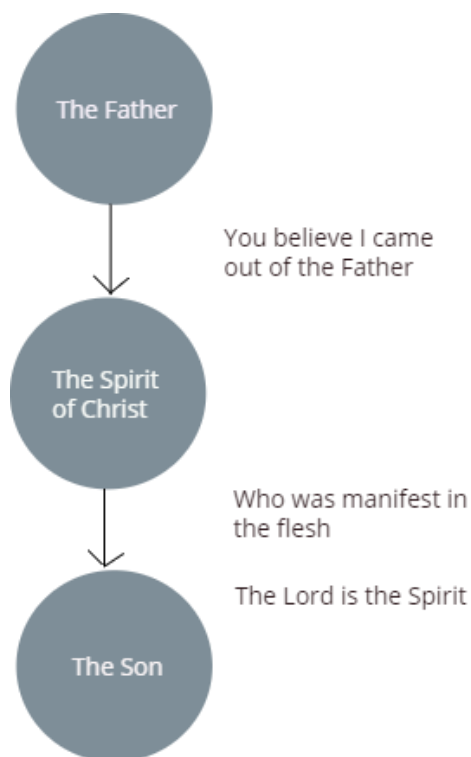 The Father
You believe I came
out of the Father
The Spirit
of Christ
Who was manifest in
the flesh
The Lord is the Spirit
The Son